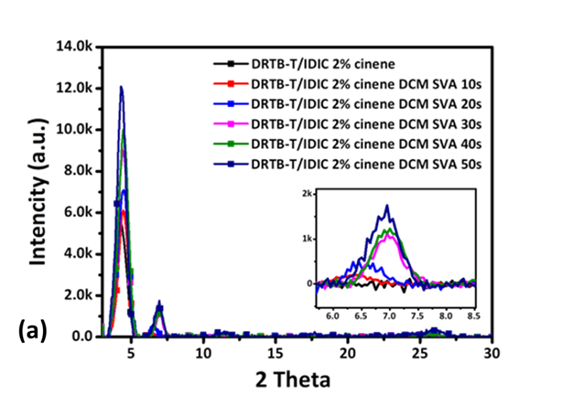 14.0k
12.0k
10.0k
8.0k
6.0k
4.0k
2.0k
0.0
Intencity (a.u.)
DRTB-T/IDIC 2% cinene
DRTB-T/IDIC 2% cinene DCM SVA 10s
DRTB-T/IDIC 2% cinene DCM SVA 20s
DRTB-T/IDIC 2% cinene DCM SVA 30s
DRTB-T/IDIC 2% cinene DCM SVA 40s
DRTB-T/IDIC 2% cinene DCM SVA 50s
2k
1k
0
6.0 6.5 7.0 7.5 8.0 8.5
(a)
5 10 15 20 25 30
2 Theta